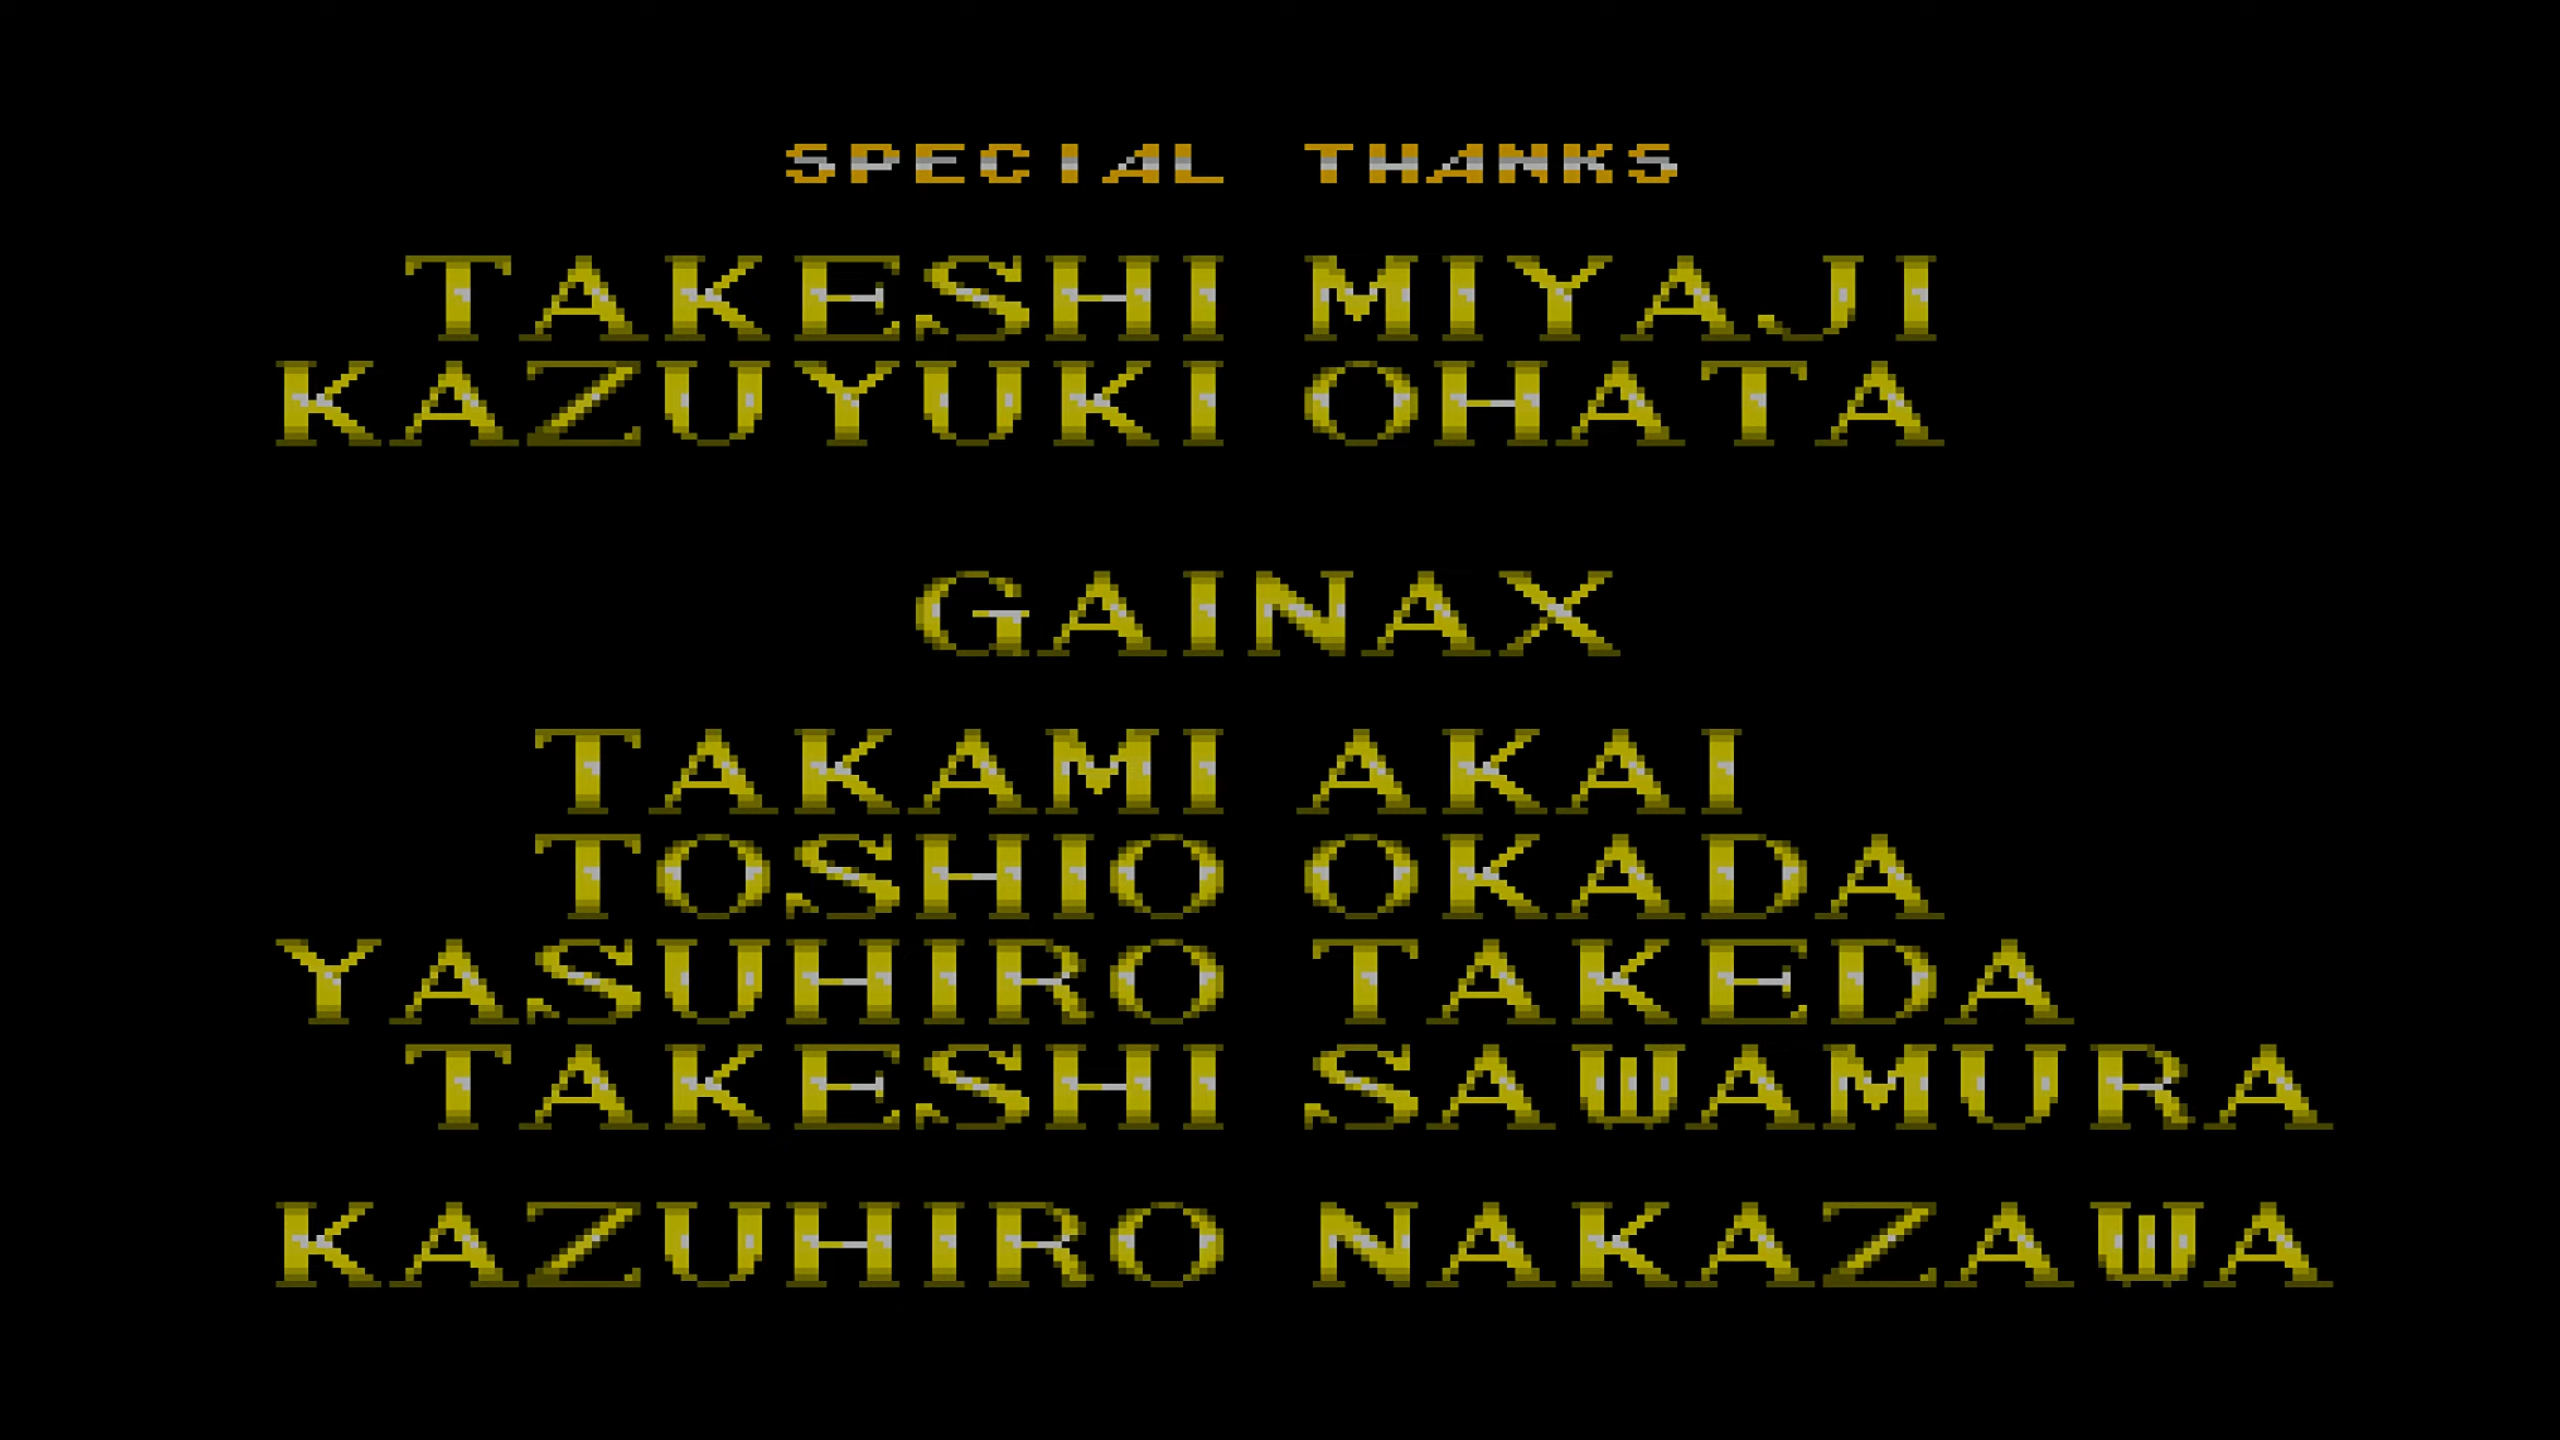 SPECIAL THANKS
TAKESHI MIYAJI
KAZUYUKI OHATA
GAINAX
TAKAMI AKAI
TOSHIO OKADA
YASUHIRO TAKEDA
TAKESHI SAWAMURA
KAZUHIRO NAKAZAWA